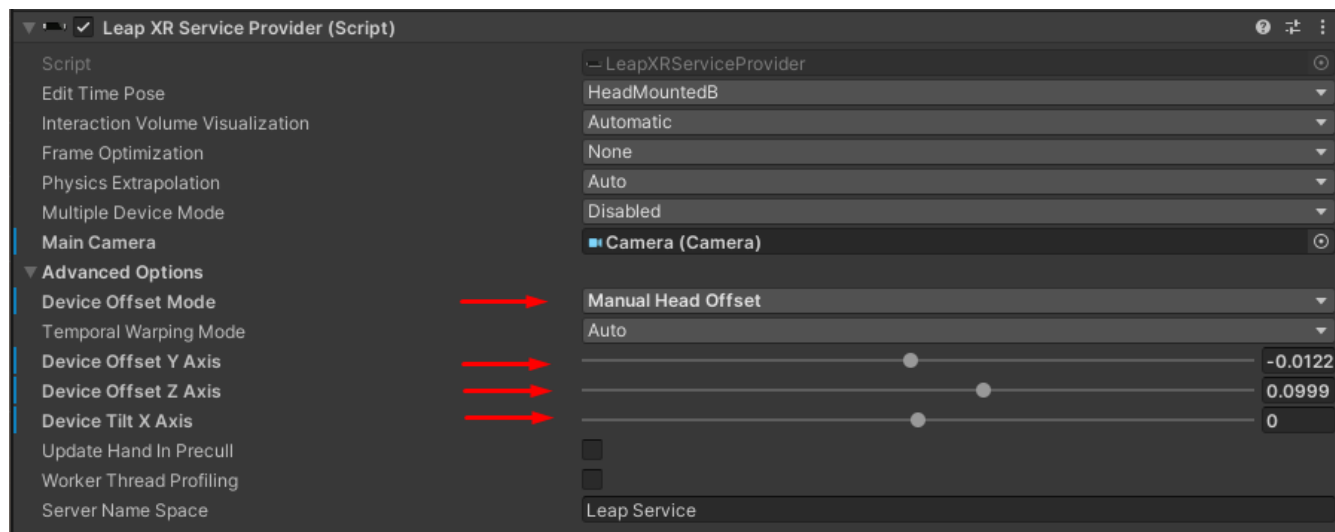 Leap XR Service Provider (Script)
Script LeapXRServiceProvider
Edit Time Pose HeadMountedB
Interaction Volume Visualization Automatic
Frame Optimization None
Physics Extrapolation Auto
Multiple Device Mode Disabled
Main Camera Camera (Camera)
Advanced Options
Device Offset Mode Manual Head Offset
Temporal Warping Mode Auto
Device Offset Y Axis -0.0122
Device Offset Z Axis 0.0999
Device Tilt X Axis 0
Update Hand In Precull
Worker Thread Profiling
Server Name Space Leap Service